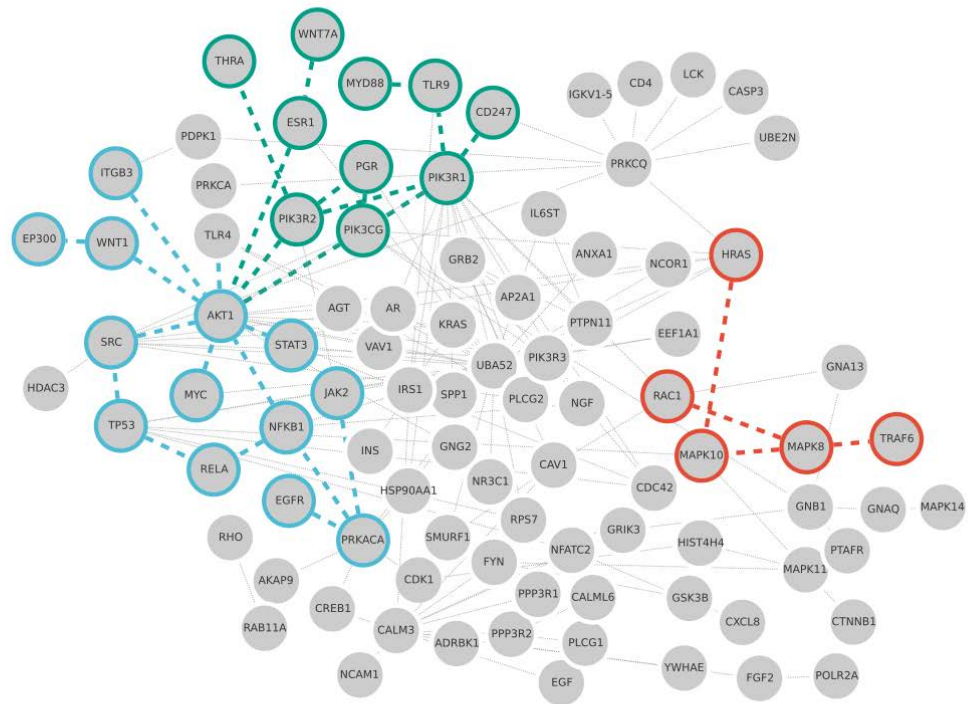 WNT7A
THRA
MYD88
TLR9
IGKV1-5
CD4
LCK
CASP3
CD247
ESR1
UBE2N
PDPK1
PRKCQ
ITGB3
PGR
PIK3R1
PRKCA
PIK3R2
PIK3CG
IL6ST
EP300
WNT1
TLR4
GRB2
ANXA1
NCOR1
HRAS
AP2A1
AKT1
AGT
AR
KRAS
PTPN11
EEF1A1
SRC
STAT3
VAV1
UBA52
PIK3R3
GNA13
HDAC3
MYC
JAK2
IRS1
SPP1
PLCG2
NGF
RAC1
TP53
NFKB1
INS
GNG2
MAPK10
MAPK8
TRAF6
RELA
CAV1
EGFR
HSP90AA1
NR3C1
CDC42
GNB1
GNAQ
MAPK14
RHO
PRKACA
SMURF1
RPS7
GRIK3
NFATC2
HIST4H4
PTAFR
AKAP9
CDK1
FYN
MAPK11
RAB11A
CREB1
PPP3R1
CALML6
GSK3B
CXCL8
CTNNB1
CALM3
ADRBK1
PPP3R2
PLCG1
NCAM1
EGF
YWHAE
FGF2
POLR2A